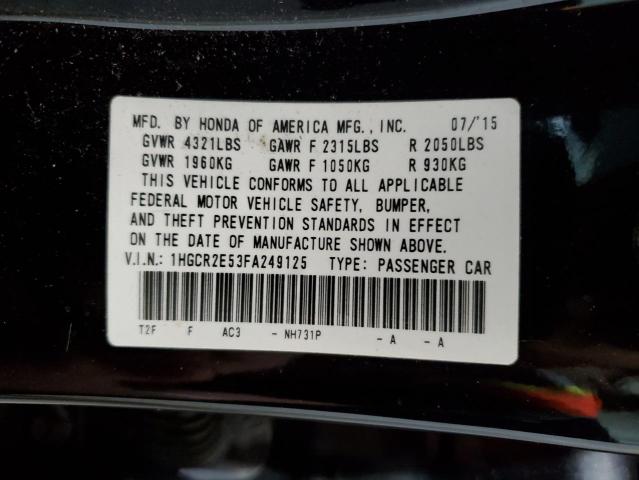 MFD. BY HONDA OF AMERICA MFG., INC. 07/'15
GVWR 4321LBS GAWR F 2315LBS R 2050LBS
GVWR 1960KG GAWR F 1050KG R 930KG
THIS VEHICLE CONFORMS TO ALL APPLICABLE
FEDERAL MOTOR VEHICLE SAFETY, BUMPER,
AND THEFT PREVENTION STANDARDS IN EFFECT
ON THE DATE OF MANUFACTURE SHOWN ABOVE.
V.I.N.: 1HGCR2E53FA249125 TYPE: PASSENGER CAR
T2F F AC3 - NH731P - A - A